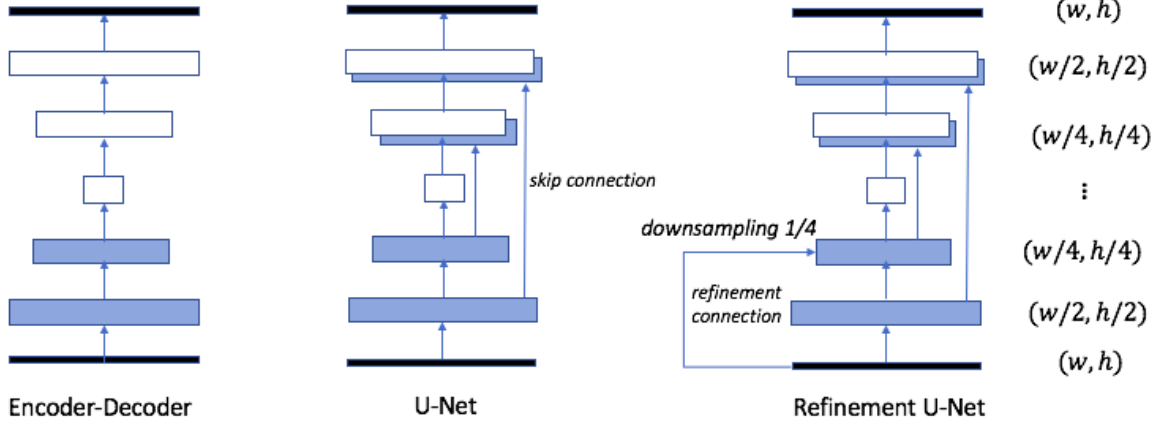 (w, h)
(w/2, h/2)
(w/4, h/4)
skip connection
⋮
downsampling 1/4
(w/4, h/4)
refinement
connection
(w/2, h/2)
(w, h)
Encoder-Decoder
U-Net
Refinement U-Net